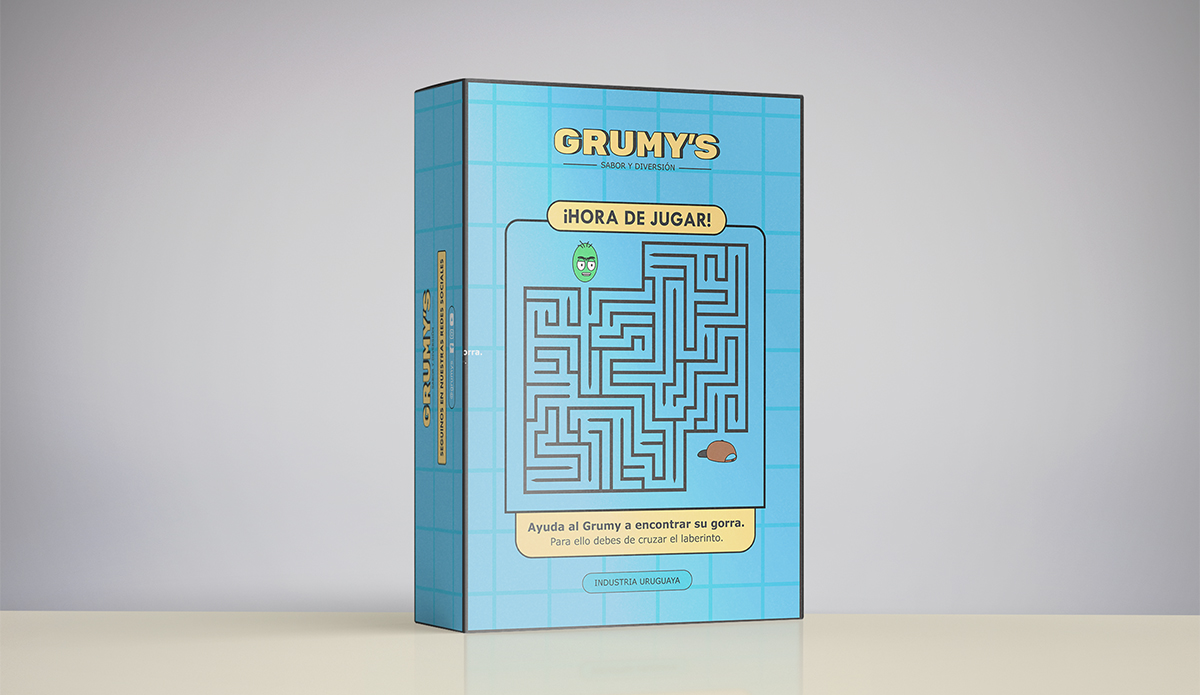 GRUMY'S
SABOR Y DIVERSIÓN
¡HORA DE JUGAR!
Ayuda al Grumy a encontrar su gorra.
Para ello debes de cruzar el laberinto.
INDUSTRIA URUGUAYA
GRUMY'S
SEGUINOS EN NUESTRAS REDES SOCIALES
orra.